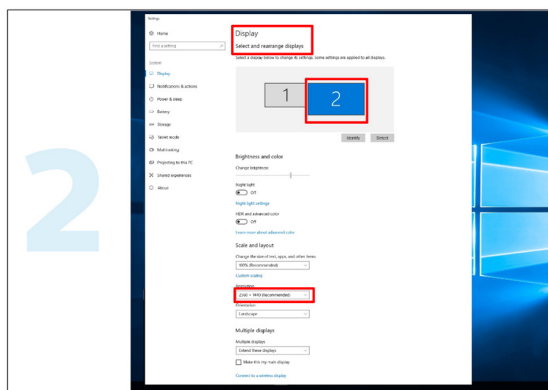 Settings
Home
Find a setting
System
Display
Notifications & actions
Power & sleep
Battery
Storage
Tablet mode
Multitasking
Projecting to this PC
Shared experiences
About
Display
Select and rearrange displays
Select a display below to change its settings. Some settings are applied to all displays.
1
2
Identify
Detect
Brightness and color
Change brightness
Night light
Off
Night light settings
HDR and advanced color
Off
Learn more about advanced color
Scale and layout
Change the size of text, apps, and other items
100% (Recommended)
Custom scaling
Resolution
2560 × 1440 (Recommended)
Orientation
Landscape
Multiple displays
Multiple displays
Extend these displays
Make this my main display
Connect to a wireless display
2